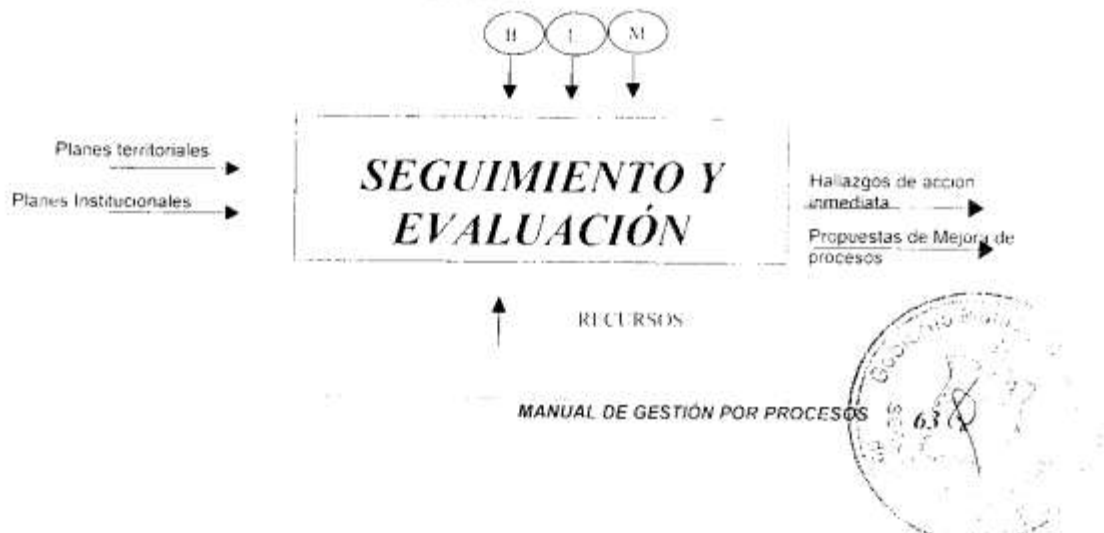 M
Planes territoriales
Planes Institucionales
SEGUIMIENTO Y
EVALUACIÓN
Hallazgos de acción
inmediata
Propuestas de Mejora de
procesos
RECURSOS
MANUAL DE GESTIÓN POR PROCESOS 63